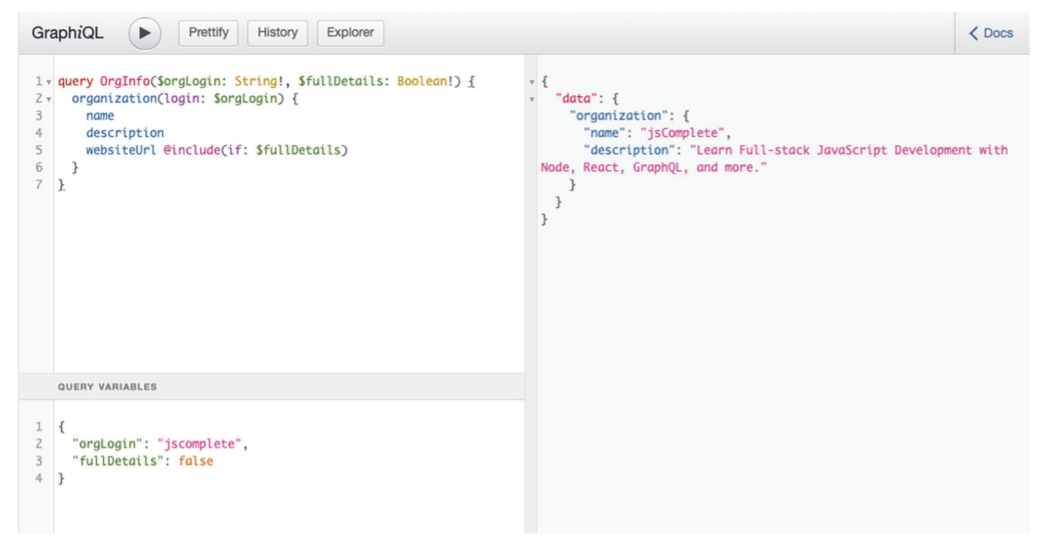 GraphiQL Prettify History Explorer < Docs
1 query OrgInfo($orgLogin: String!, $fullDetails: Boolean!) {
2 organization(login: $orgLogin) {
3 name
4 description
5 websiteUrl @include(if: $fullDetails)
6 }
7 }
QUERY VARIABLES
1 {
2 "orgLogin": "jscomplete",
3 "fullDetails": false
4 }
{
"data": {
"organization": {
"name": "jsComplete",
"description": "Learn Full-stack JavaScript Development with
Node, React, GraphQL, and more."
}
}
}